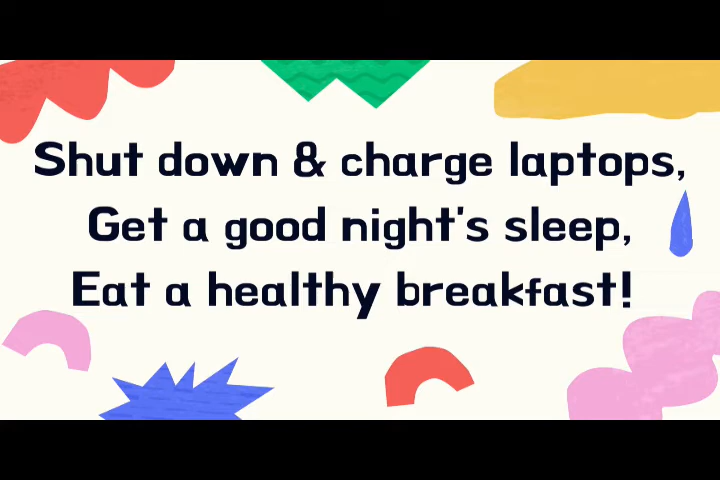 Shut down & charge laptops,
Get a good night's sleep,
Eat a healthy breakfast!